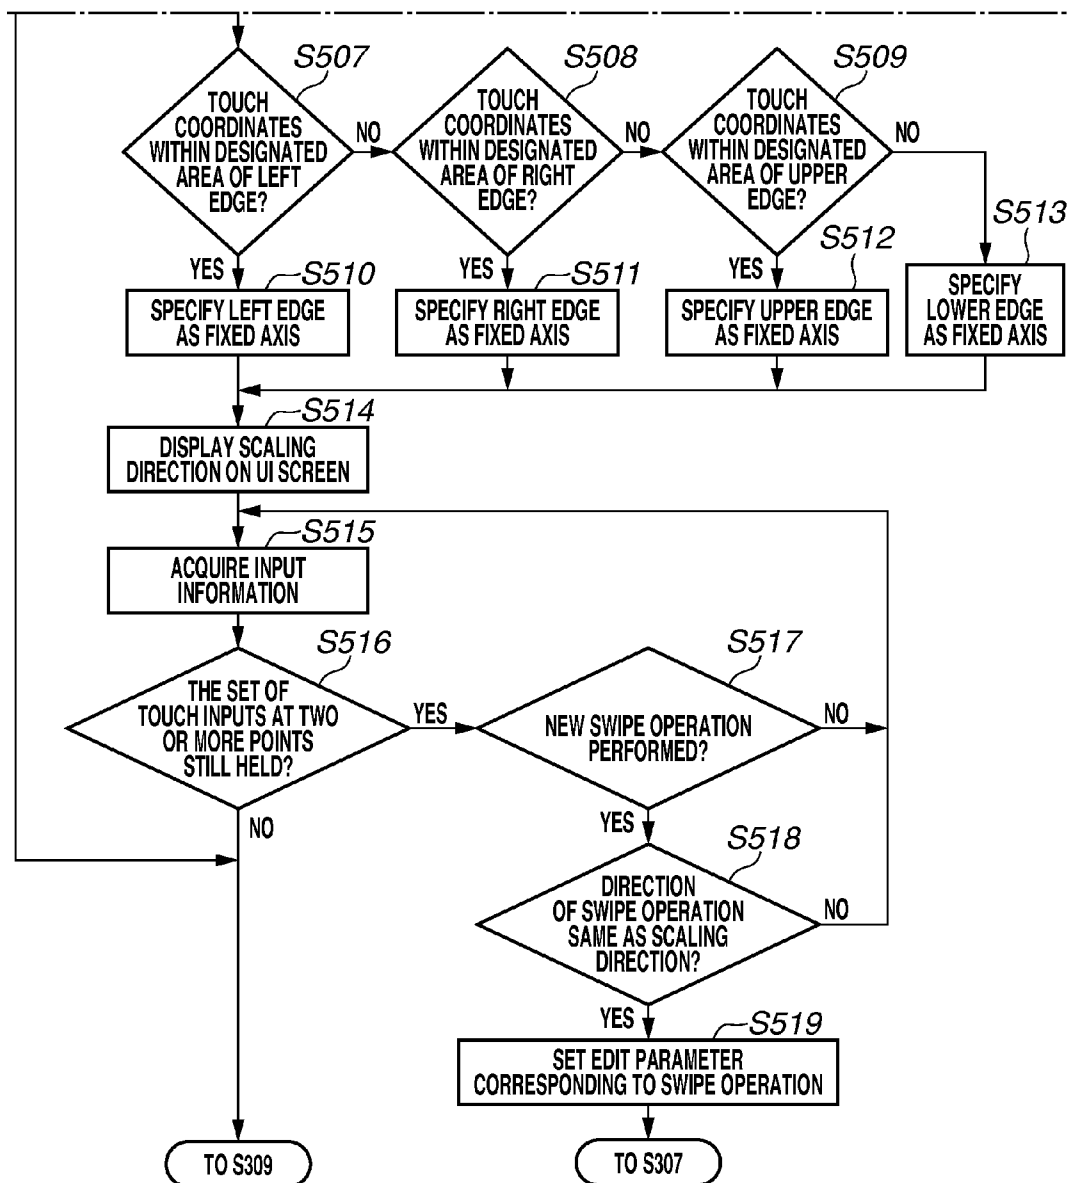 S507
TOUCH
COORDINATES
WITHIN DESIGNATED
AREA OF LEFT
EDGE?
NO
YES
S508
TOUCH
COORDINATES
WITHIN DESIGNATED
AREA OF RIGHT
EDGE?
NO
YES
S509
TOUCH
COORDINATES
WITHIN DESIGNATED
AREA OF UPPER
EDGE?
NO
YES
S510
SPECIFY LEFT EDGE
AS FIXED AXIS
S511
SPECIFY RIGHT EDGE
AS FIXED AXIS
S512
SPECIFY UPPER EDGE
AS FIXED AXIS
S513
SPECIFY
LOWER EDGE
AS FIXED AXIS
S514
DISPLAY SCALING
DIRECTION ON UI SCREEN
S515
ACQUIRE INPUT
INFORMATION
S516
THE SET OF
TOUCH INPUTS AT TWO
OR MORE POINTS
STILL HELD?
YES
NO
S517
NEW SWIPE OPERATION
PERFORMED?
NO
YES
S518
DIRECTION
OF SWIPE OPERATION
SAME AS SCALING
DIRECTION?
NO
YES
S519
SET EDIT PARAMETER
CORRESPONDING TO SWIPE OPERATION
TO S309
TO S307